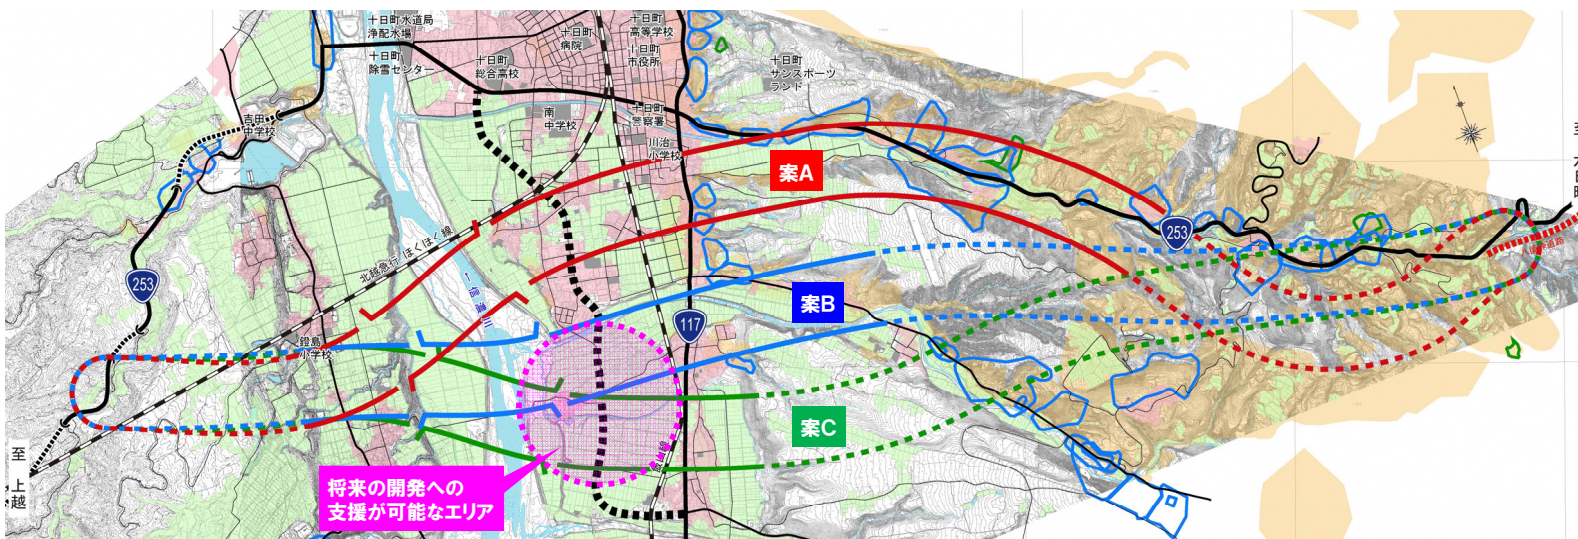 十日町水道局
浄配水場
十日町
除雪センター
十日町
病院
十日町
高等学校
十日町
市役所
十日町
総合高校
十日町
サンスポーツ
ランド
南
中学校
十日町
警察署
川治
小学校
吉田
中学校
案A
253
253
北越急行 ほくほく線
←信濃川
案B
117
鐙島
小学校
案C
至 上越
将来の開発への
支援が可能なエリア